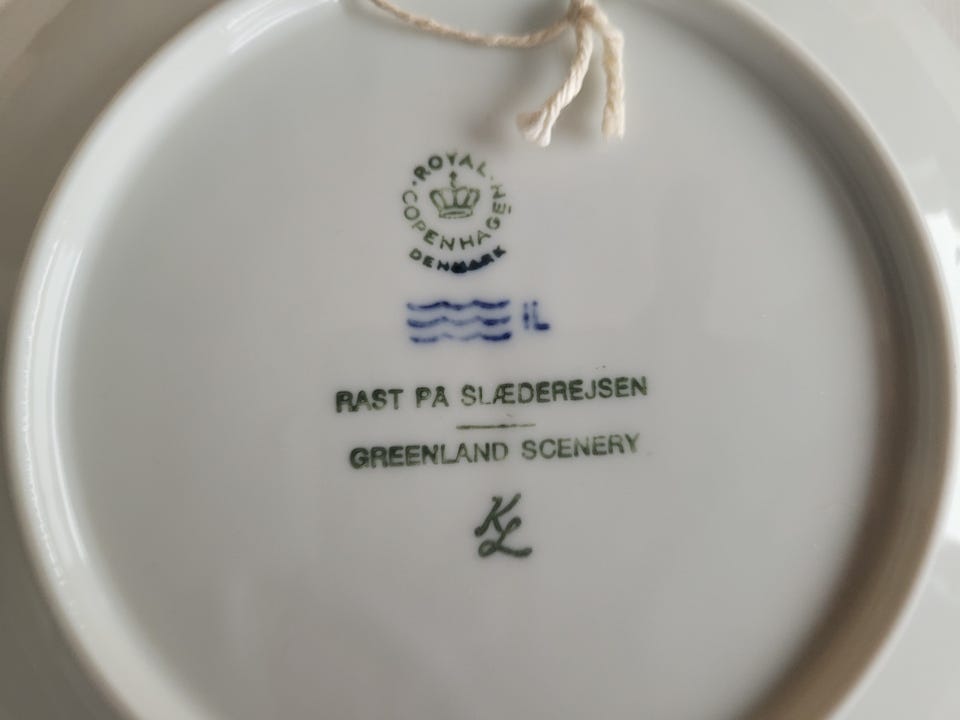 ROYAL COPENHAGEN
DENMARK
iL
RAST PÅ SLÆDEREJSEN
GREENLAND SCENERY
KL